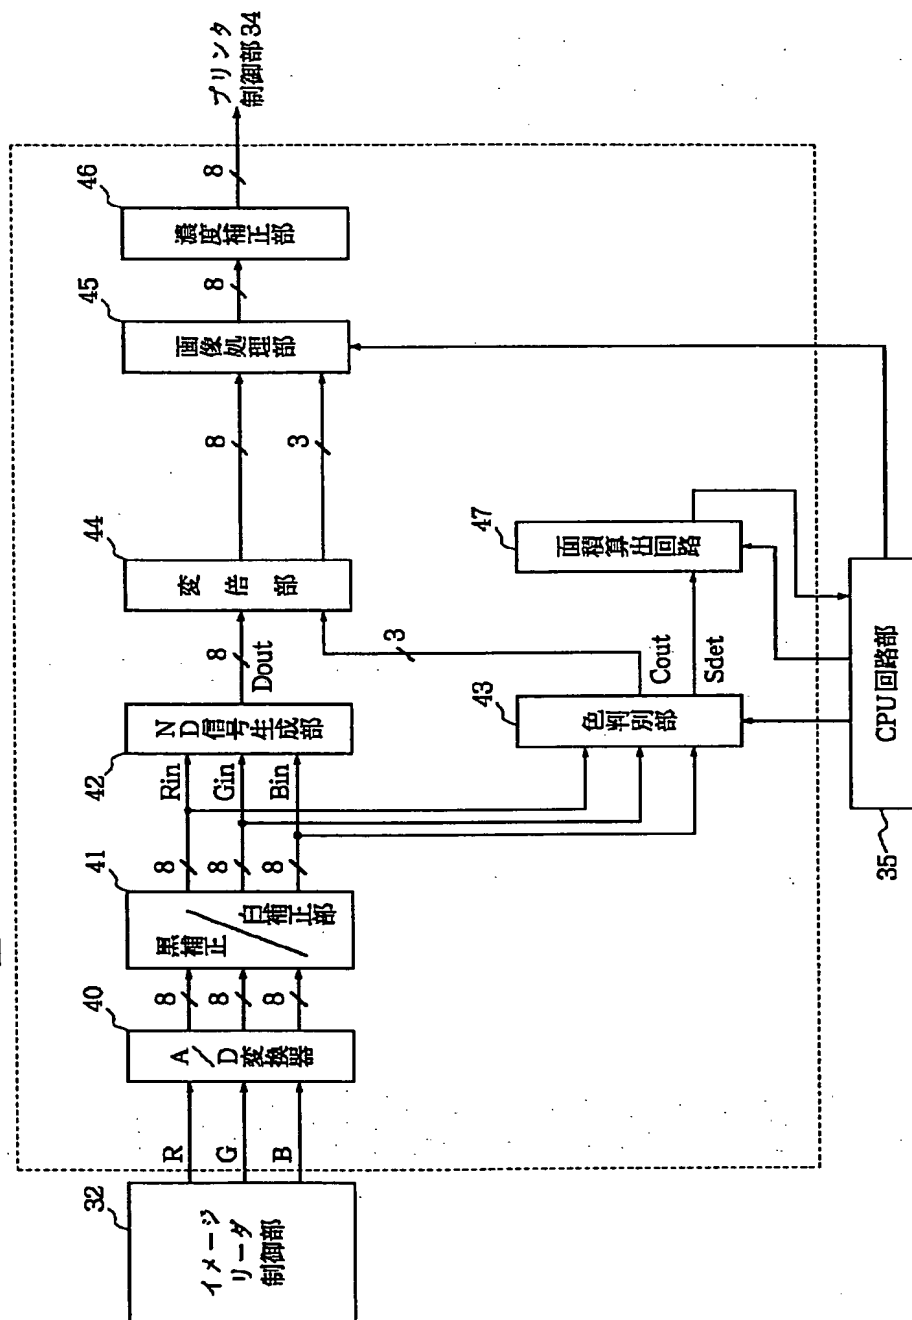 32
イメージ
リーダ
制御部
R
G
B
40
A/D変換器
8
8
8
41
黒補正
白補正部
8
8
8
Rin
Gin
Bin
42
ND信号生成部
8
Dout
43
色判別部
Cout
Sdet
3
44
変倍部
8
3
47
面積算出回路
45
画像処理部
8
46
濃度補正部
8
プリンタ
制御部34
CPU回路部
35